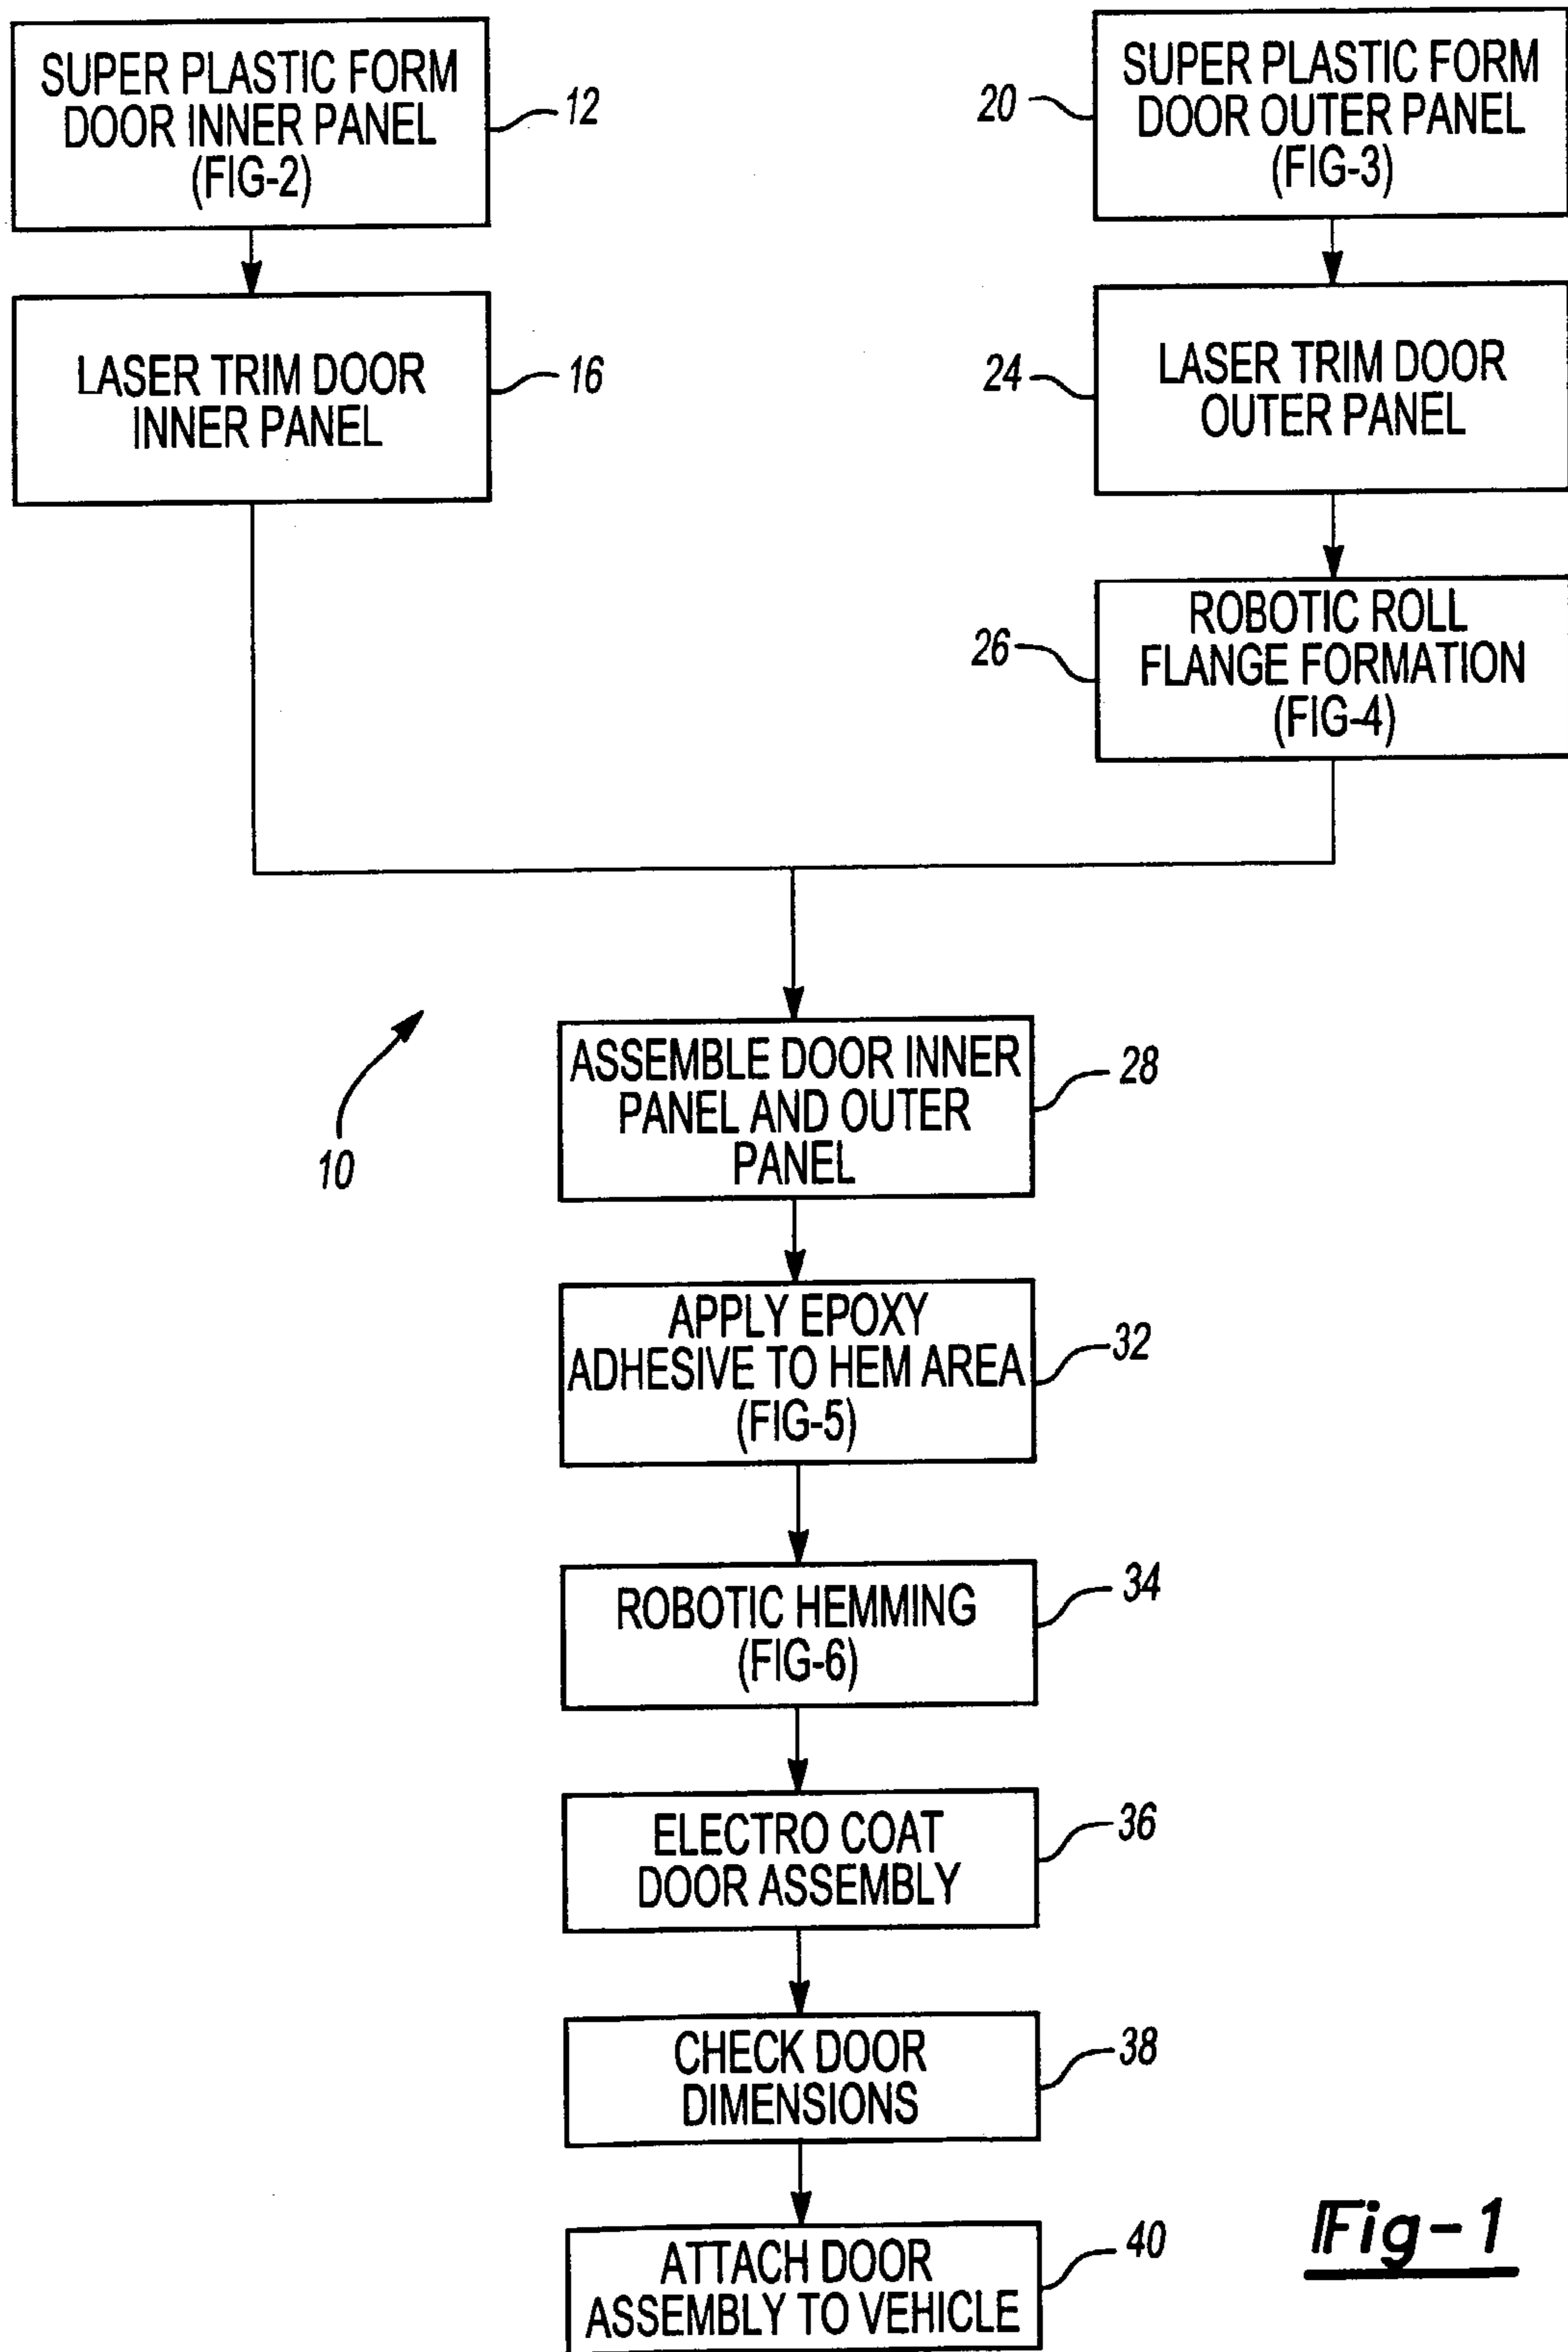 SUPER PLASTIC FORM
DOOR INNER PANEL
(FIG-2)
12
SUPER PLASTIC FORM
DOOR OUTER PANEL
(FIG-3)
20
LASER TRIM DOOR
INNER PANEL
16
LASER TRIM DOOR
OUTER PANEL
24
ROBOTIC ROLL
FLANGE FORMATION
(FIG-4)
26
10
ASSEMBLE DOOR INNER
PANEL AND OUTER
PANEL
28
APPLY EPOXY
ADHESIVE TO HEM AREA
(FIG-5)
32
ROBOTIC HEMMING
(FIG-6)
34
ELECTRO COAT
DOOR ASSEMBLY
36
CHECK DOOR
DIMENSIONS
38
ATTACH DOOR
ASSEMBLY TO VEHICLE
40
Fig-1